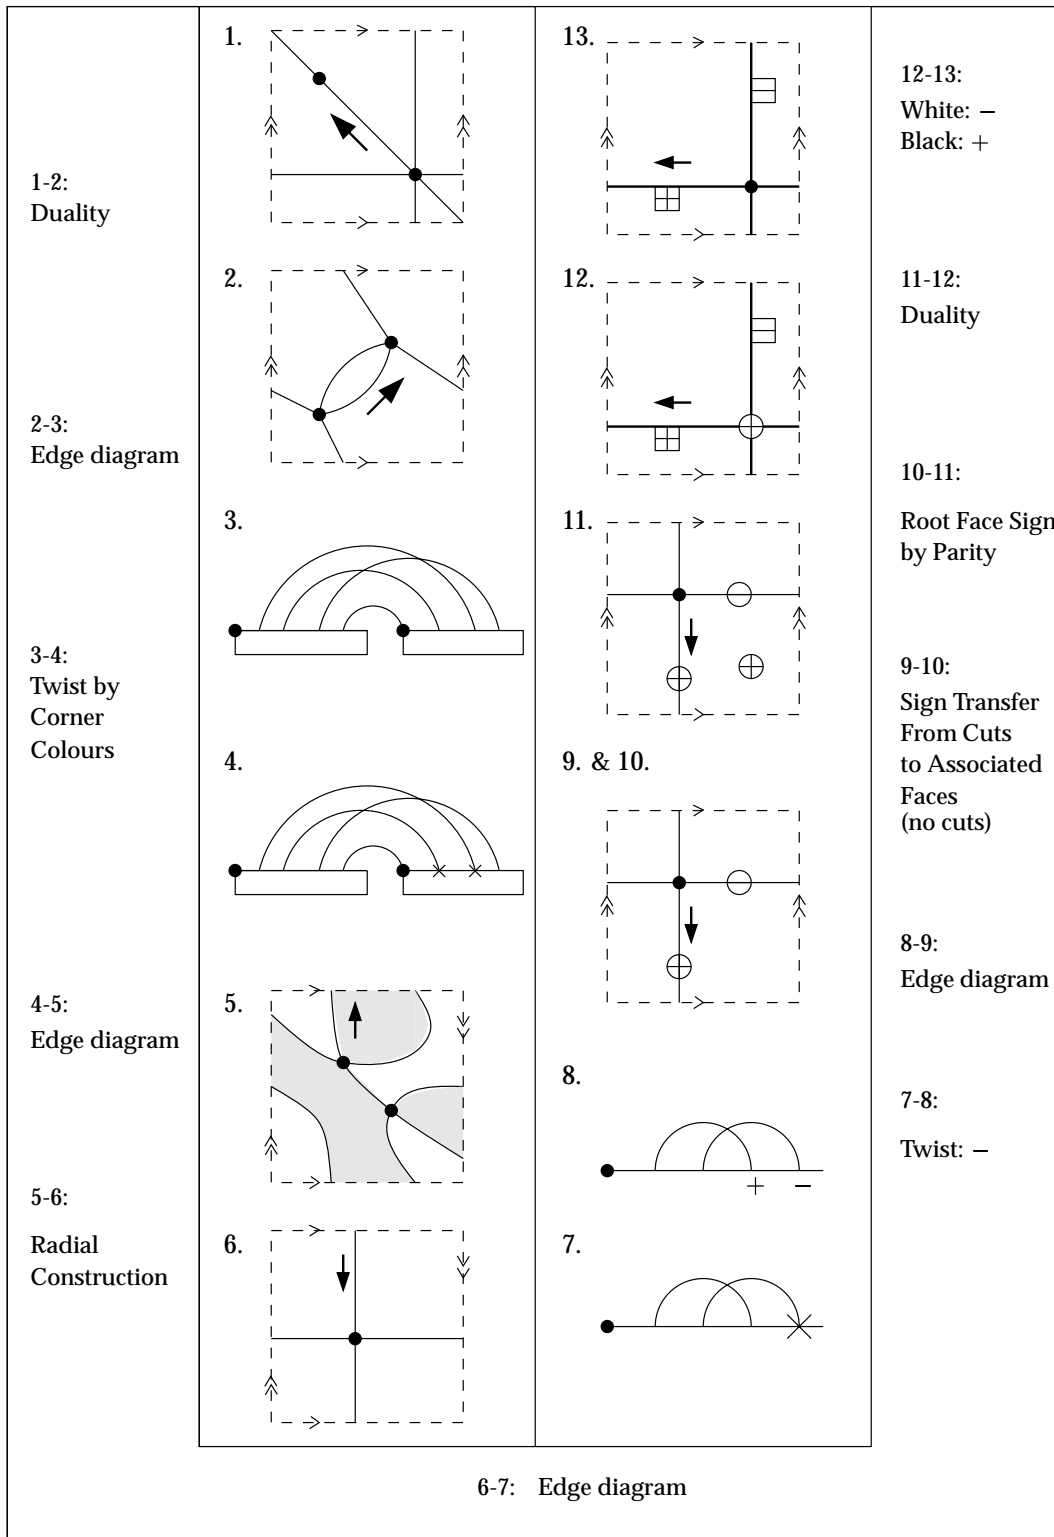 1-2:
Duality
2-3:
Edge diagram
3-4:
Twist by
Corner
Colours
4-5:
Edge diagram
5-6:
Radial
Construction
1.
2.
3.
4.
5.
6.
13.
12.
11.
9. & 10.
8.
+ −
7.
12-13:
White: −
Black: +
11-12:
Duality
10-11:
Root Face Sign
by Parity
9-10:
Sign Transfer
From Cuts
to Associated
Faces
(no cuts)
8-9:
Edge diagram
7-8:
Twist: −
6-7: Edge diagram